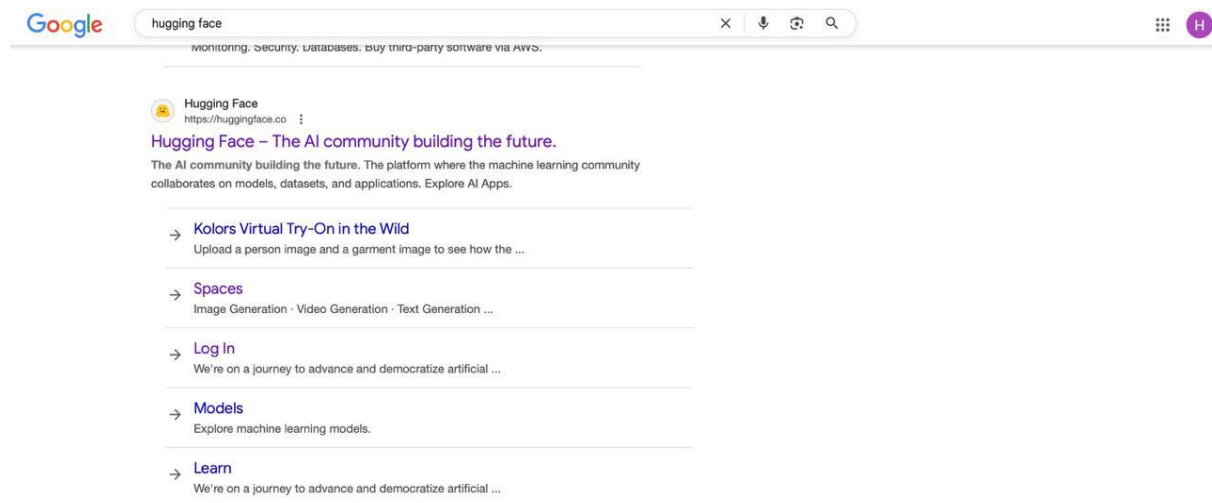 Google
hugging face
H
Monitoring. Security. Databases. Buy third-party software via AWS.
Hugging Face
https://huggingface.co
Hugging Face – The AI community building the future.
The AI community building the future. The platform where the machine learning community
collaborates on models, datasets, and applications. Explore AI Apps.
Kolors Virtual Try-On in the Wild
Upload a person image and a garment image to see how the ...
Spaces
Image Generation · Video Generation · Text Generation ...
Log In
We're on a journey to advance and democratize artificial ...
Models
Explore machine learning models.
Learn
We're on a journey to advance and democratize artificial ...